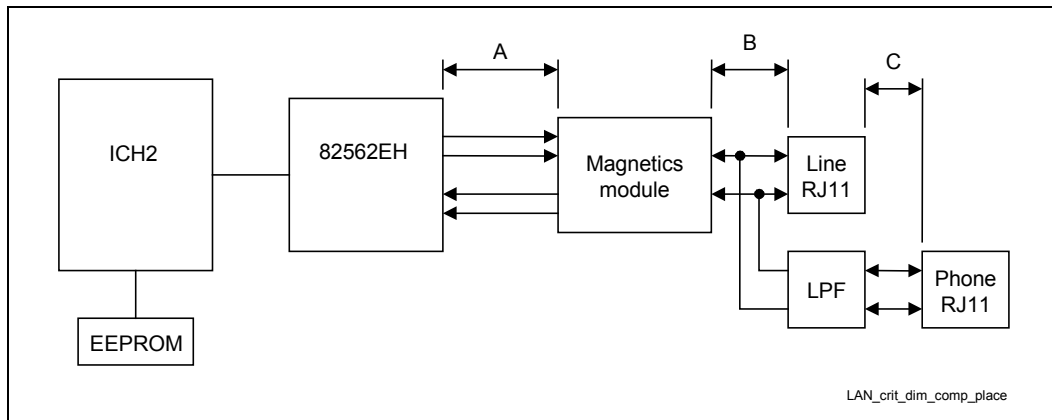 A
B
C
ICH2
82562EH
Magnetics
module
Line
RJ11
LPF
Phone
RJ11
EEPROM
LAN_crit_dim_comp_place